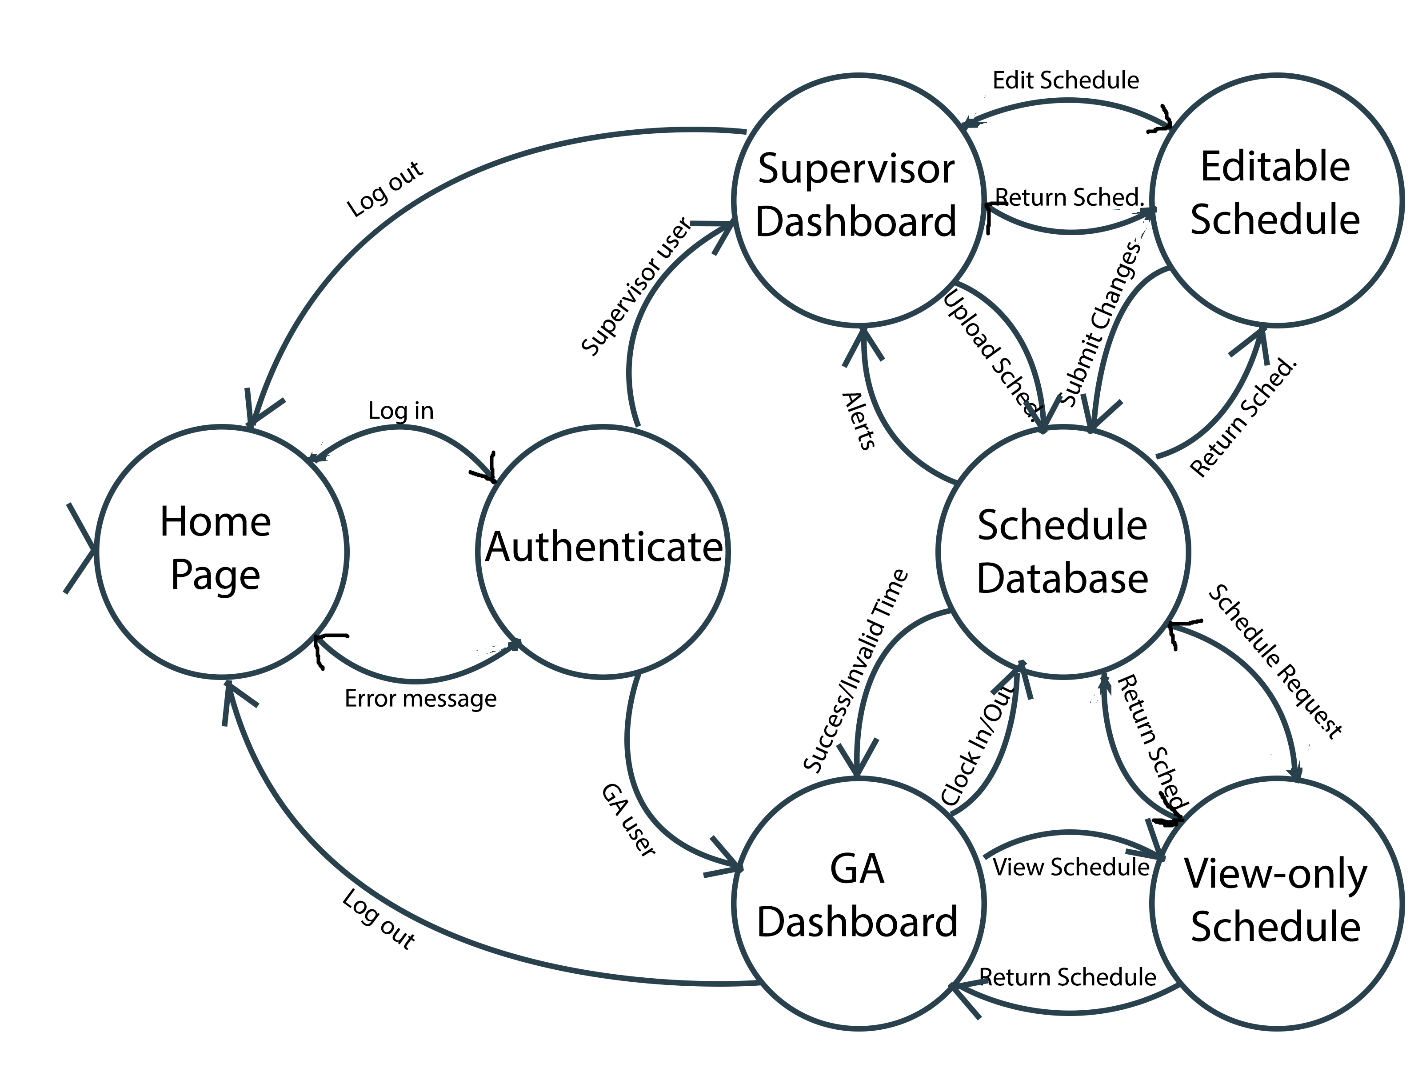 Edit Schedule
Supervisor
Dashboard
Editable
Schedule
Log out
Return Sched.
Supervisor user
Upload Sched.
Submit Changes
Alerts
Return Sched.
Log in
Home
Page
Authenticate
Schedule
Database
Error message
Success/Invalid Time
Clock In/Out
Return Sched
Schedule Request
GA user
GA
Dashboard
View Schedule
View-only
Schedule
Log out
Return Schedule